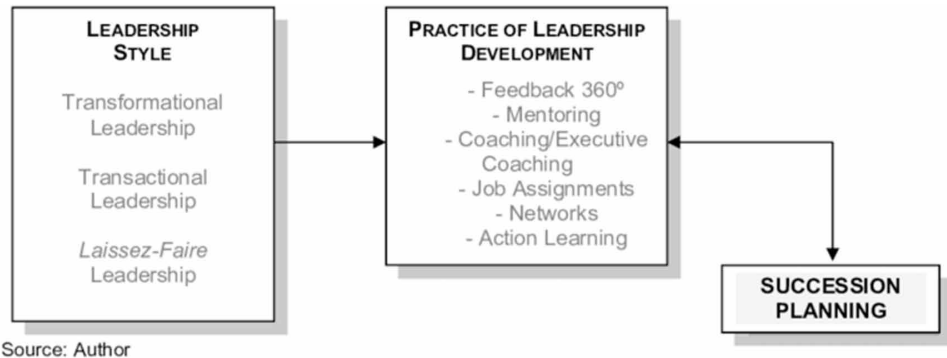 LEADERSHIP
STYLE
Transformational
Leadership
Transactional
Leadership
Laissez-Faire
Leadership
PRACTICE OF LEADERSHIP
DEVELOPMENT
- Feedback 360º
- Mentoring
- Coaching/Executive
Coaching
- Job Assignments
- Networks
- Action Learning
SUCCESSION
PLANNING
Source: Author